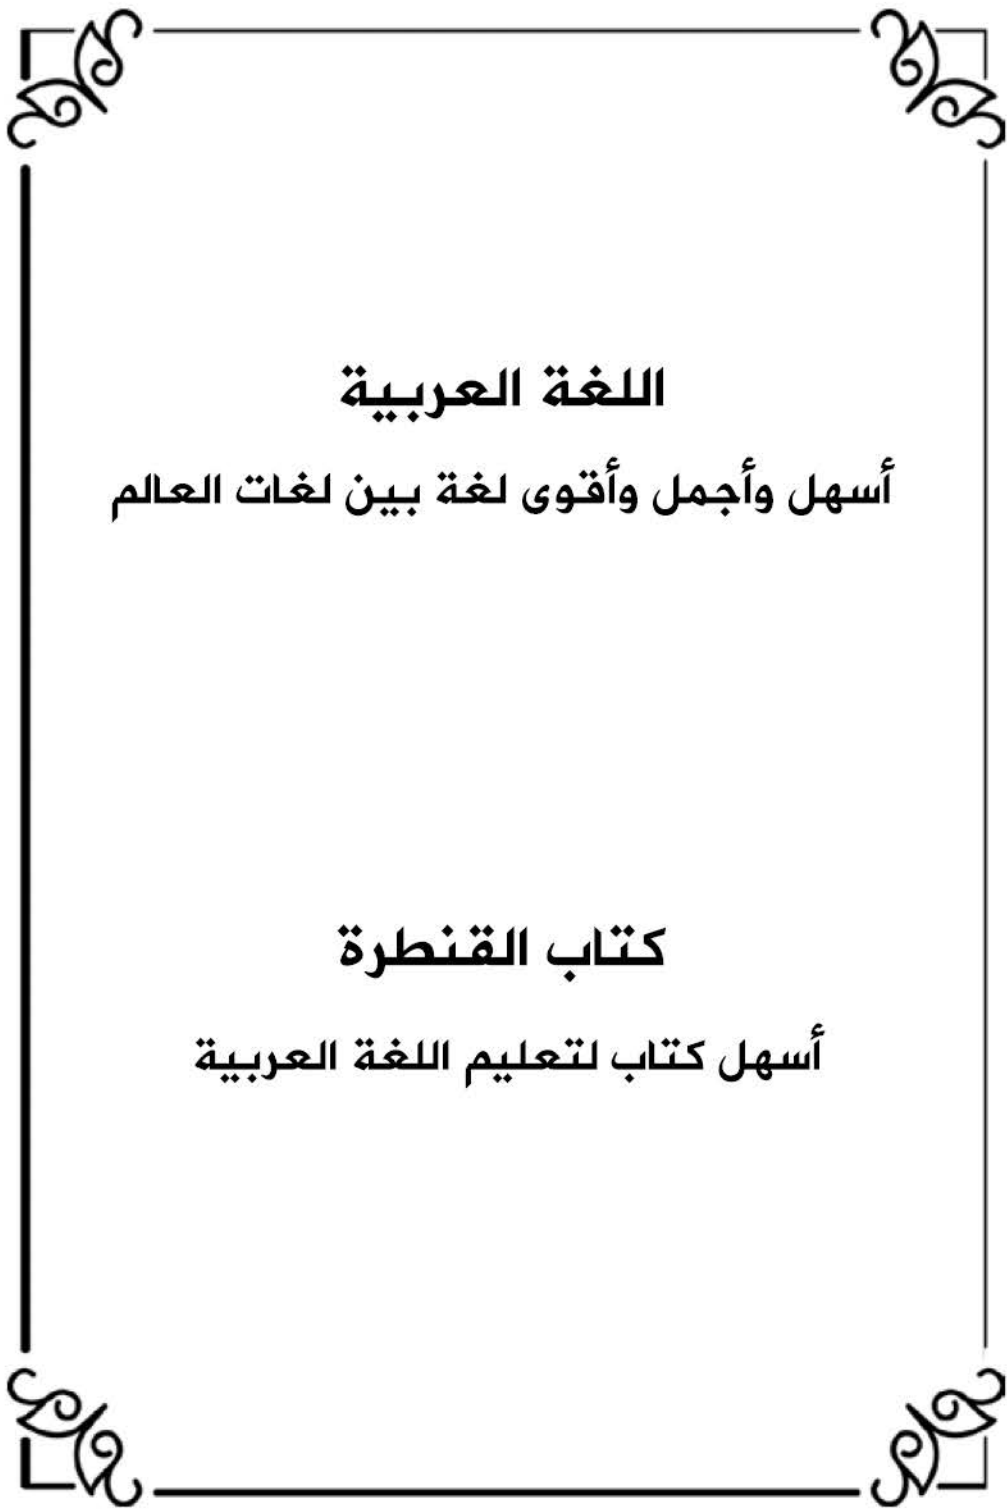 اللغة العربية
أسهل وأجمل وأقوى لغة بين لغات العالم
كتاب القنطرة
أسهل كتاب لتعليم اللغة العربية